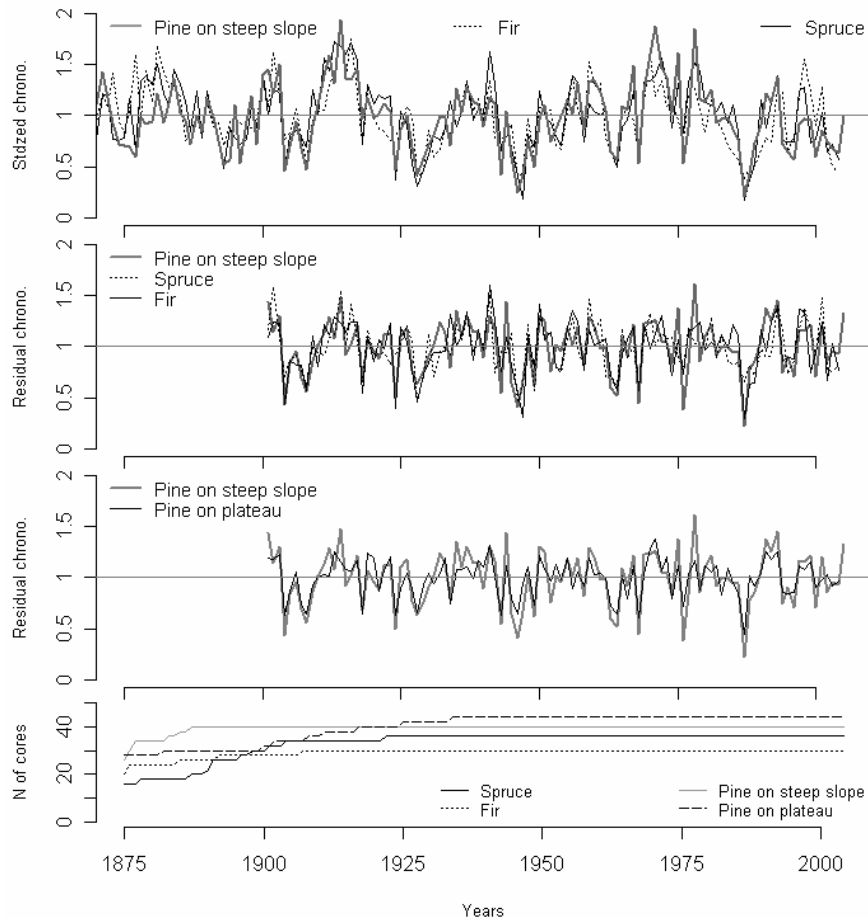 2
Pine on steep slope Fir Spruce
1.5
1
0.5
0
Stdzed chrono.
2
Pine on steep slope
Spruce
Fir
1.5
1
0.5
0
Residual chrono.
2
Pine on steep slope
Pine on plateau
1.5
1
0.5
0
Residual chrono.
40
20
0
N of cores
Spruce Pine on steep slope
Fir Pine on plateau
1875 1900 1925 1950 1975 2000
Years